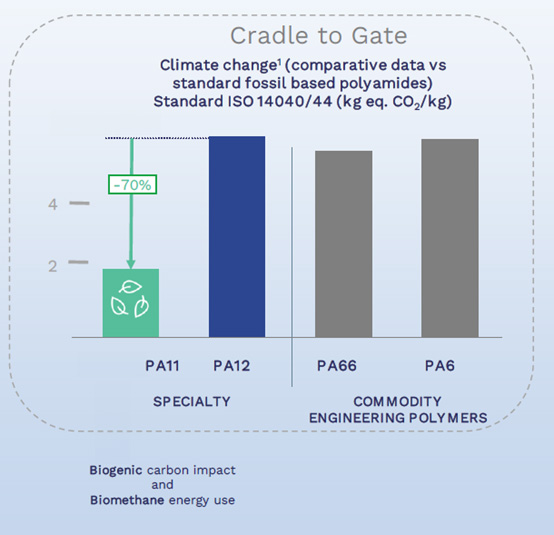 Cradle to Gate
Climate change¹ (comparative data vs
standard fossil based polyamides)
Standard ISO 14040/44 (kg eq. CO₂/kg)
-70%
4
2
PA11
PA12
PA66
PA6
SPECIALTY
COMMODITY
ENGINEERING POLYMERS
Biogenic carbon impact
and
Biomethane energy use